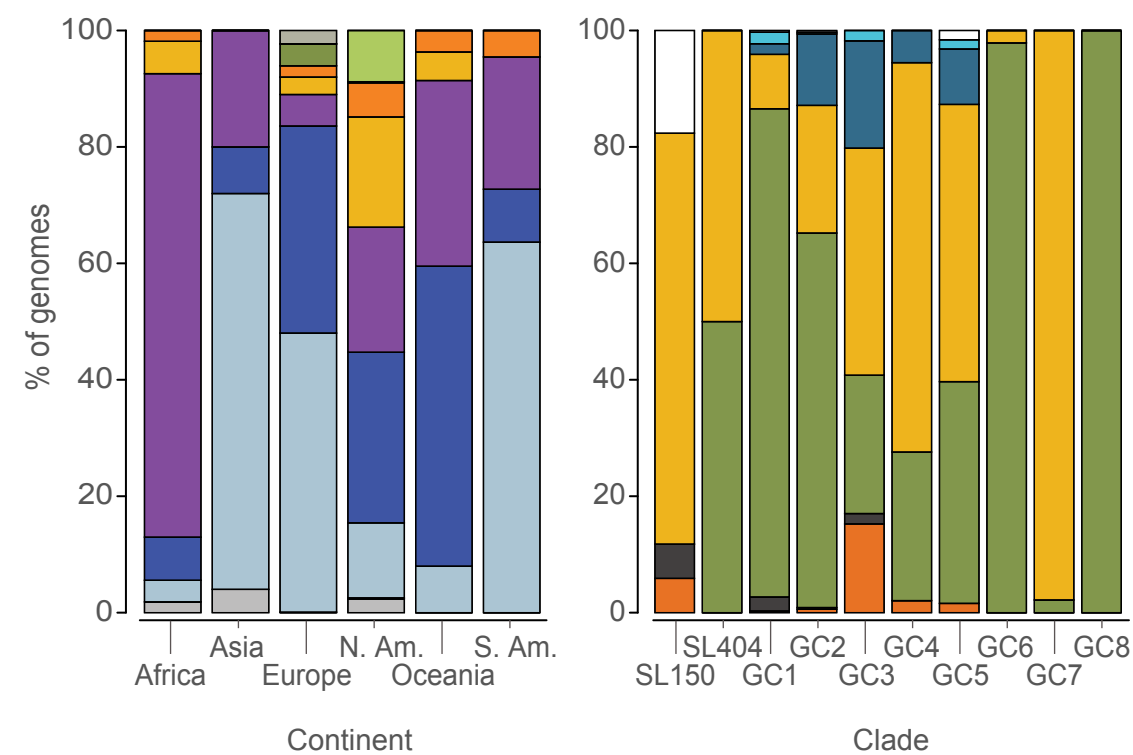 % of genomes
100
80
60
40
20
0
Asia N. Am. S. Am.
Africa Europe Oceania
Continent
100
80
60
40
20
0
SL404 GC2 GC4 GC6 GC8
SL150 GC1 GC3 GC5 GC7
Clade